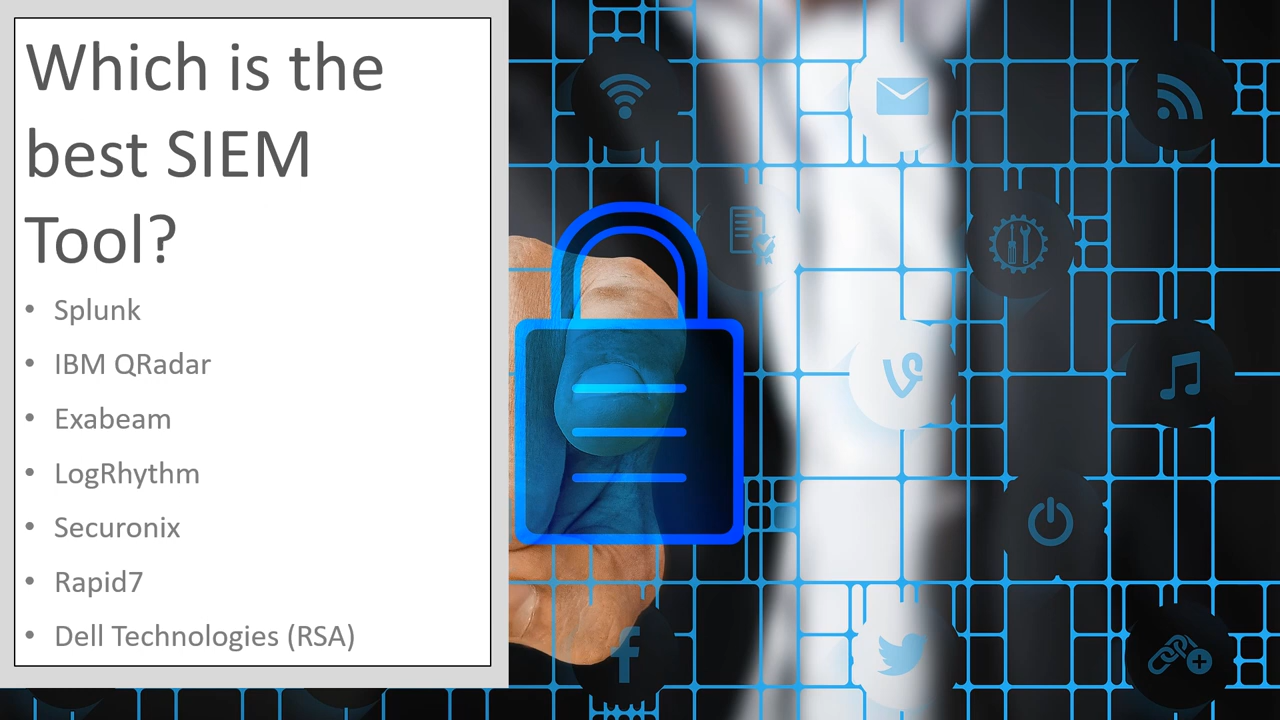 Which is the
best SIEM
Tool?
• Splunk
• IBM QRadar
• Exabeam
• LogRhythm
• Securonix
• Rapid7
• Dell Technologies (RSA)